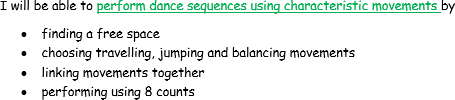 I will be able to perform dance sequences using characteristic movements by
• finding a free space
• choosing travelling, jumping and balancing movements
• linking movements together
• performing using 8 counts